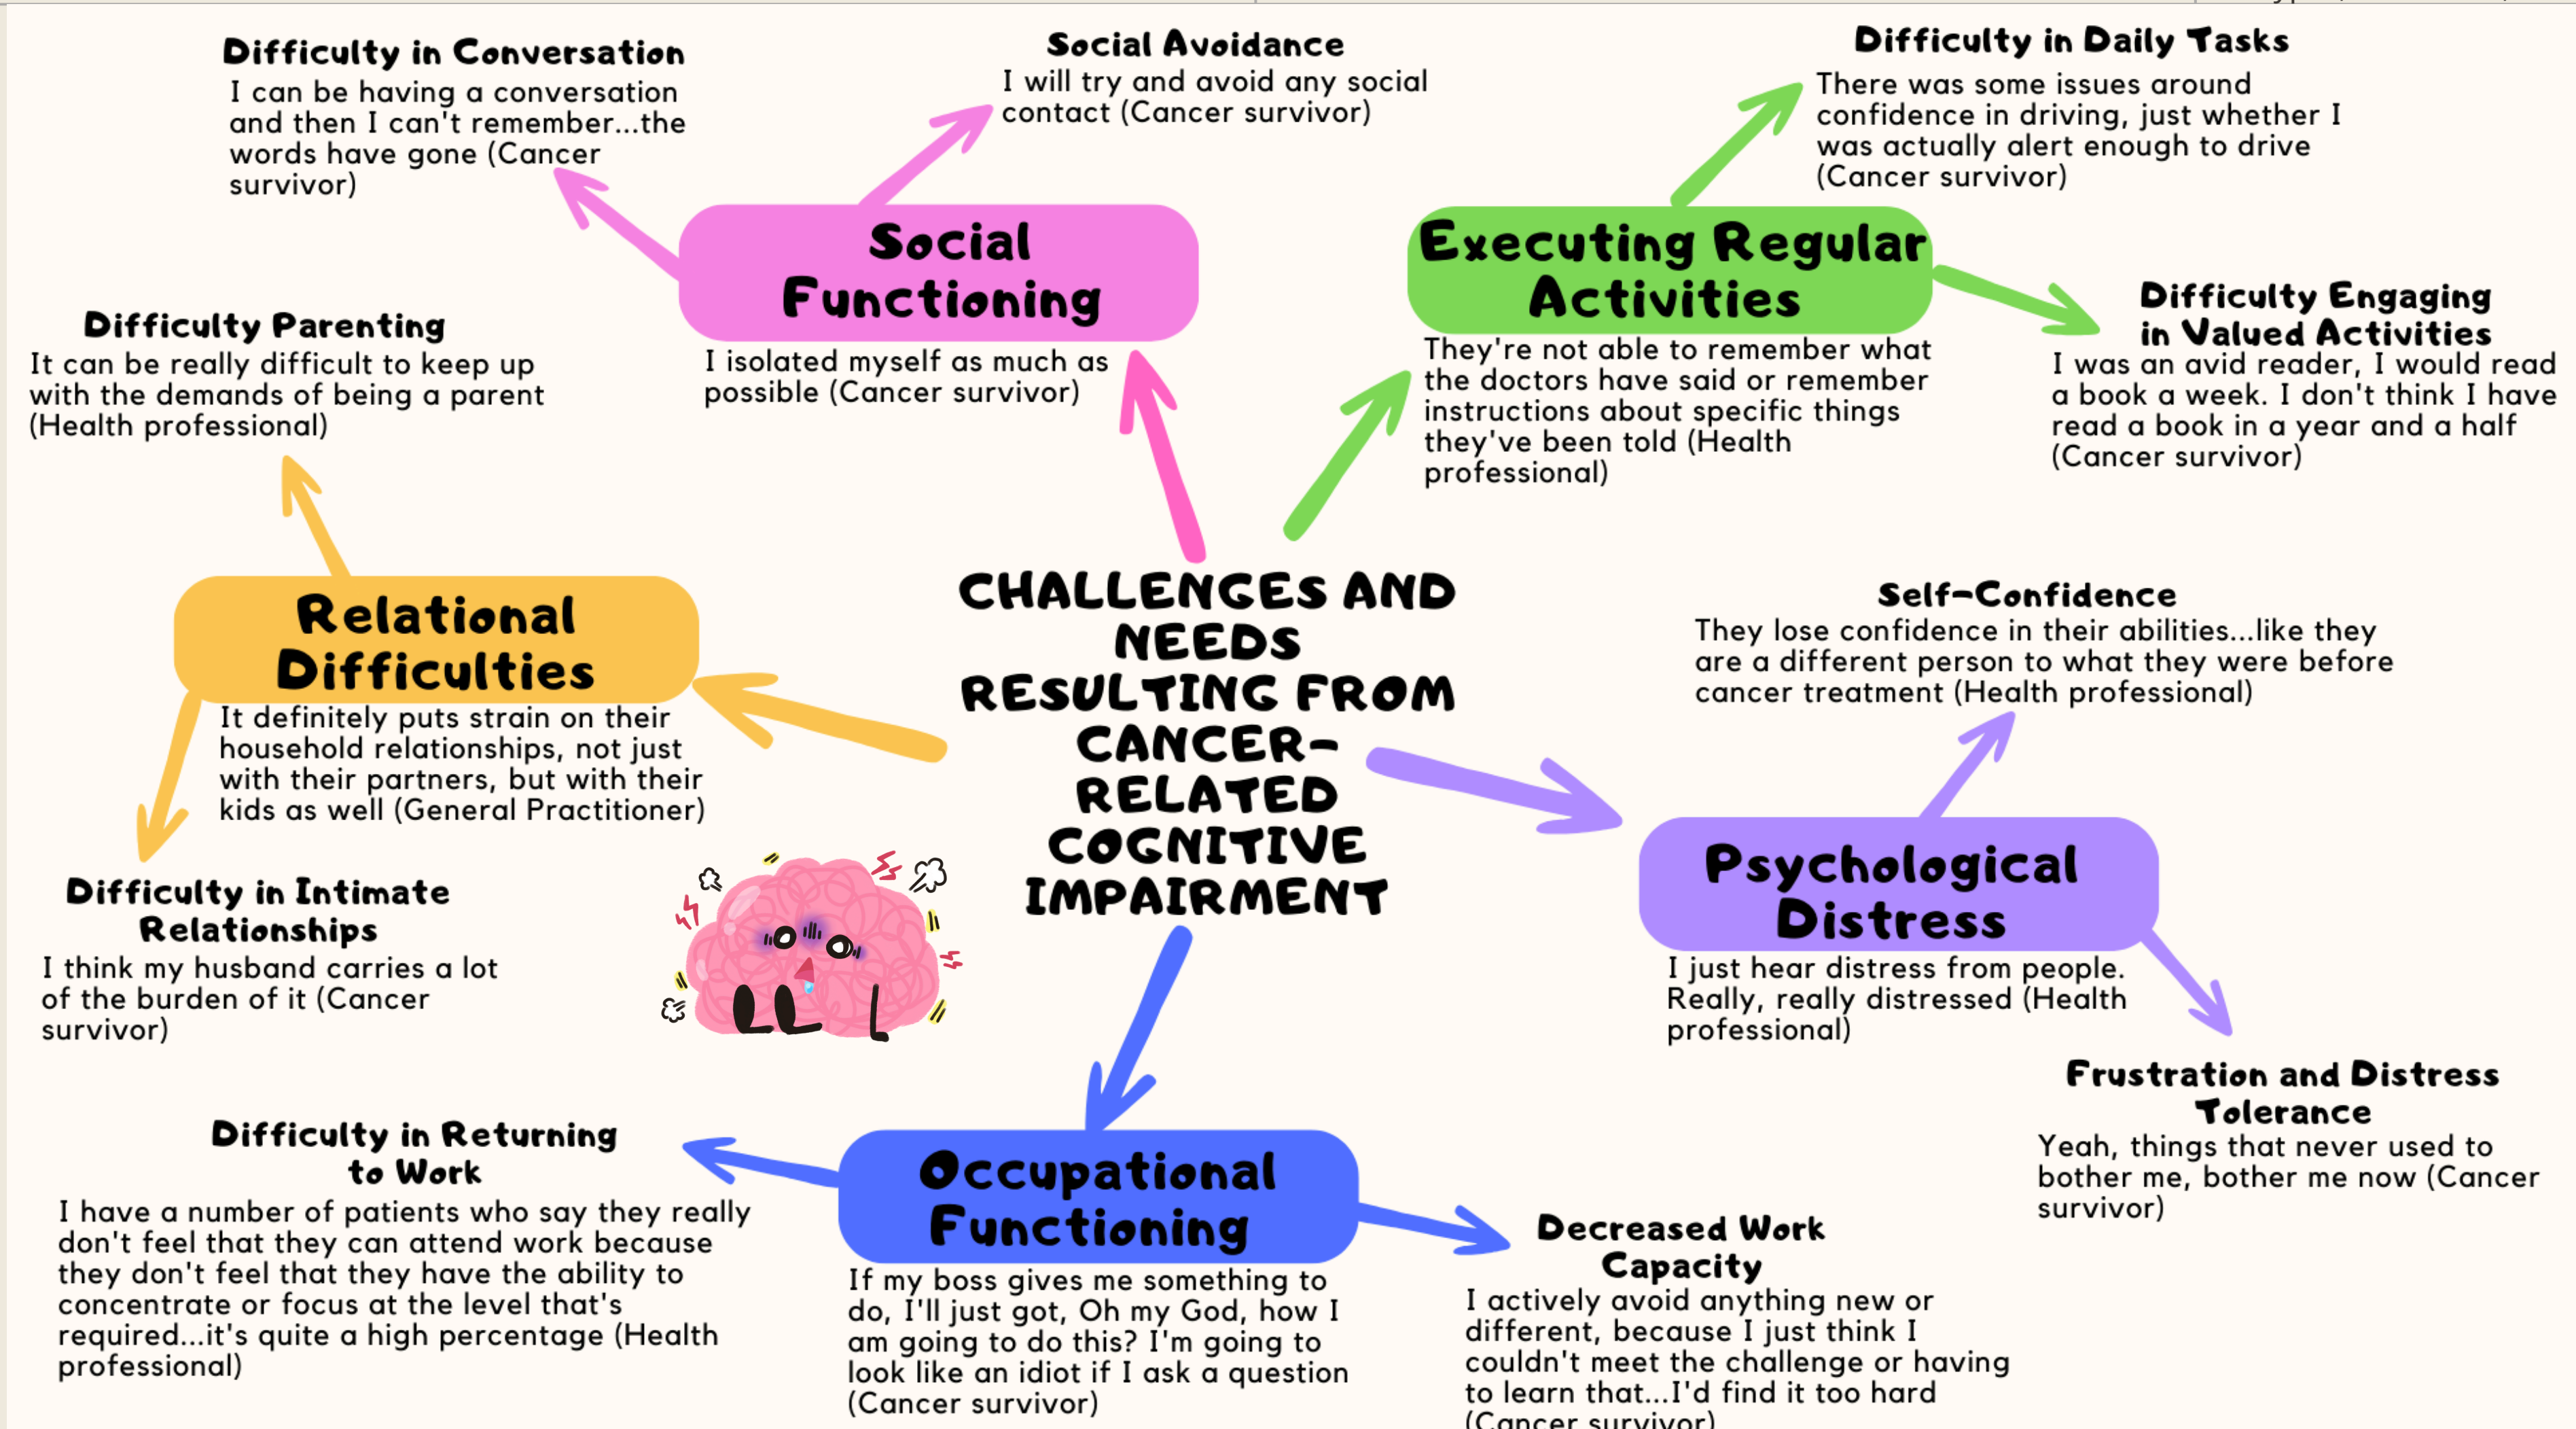 Difficulty in Conversation
I can be having a conversation
and then I can't remember...the
words have gone (Cancer
survivor)
Social Avoidance
I will try and avoid any social
contact (Cancer survivor)
Social
Functioning
I isolated myself as much as
possible (Cancer survivor)
Difficulty in Daily Tasks
There was some issues around
confidence in driving, just whether I
was actually alert enough to drive
(Cancer survivor)
Executing Regular
Activities
They're not able to remember what
the doctors have said or remember
instructions about specific things
they've been told (Health
professional)
Difficulty Engaging
in Valued Activities
I was an avid reader, I would read
a book a week. I don't think I have
read a book in a year and a half
(Cancer survivor)
Difficulty Parenting
It can be really difficult to keep up
with the demands of being a parent
(Health professional)
Relational
Difficulties
It definitely puts strain on their
household relationships, not just
with their partners, but with their
kids as well (General Practitioner)
Difficulty in Intimate
Relationships
I think my husband carries a lot
of the burden of it (Cancer
survivor)
CHALLENGES AND
NEEDS
RESULTING FROM
CANCER-
RELATED
COGNITIVE
IMPAIRMENT
Self-Confidence
They lose confidence in their abilities...like they
are a different person to what they were before
cancer treatment (Health professional)
Psychological
Distress
I just hear distress from people.
Really, really distressed (Health
professional)
Frustration and Distress
Tolerance
Yeah, things that never used to
bother me, bother me now (Cancer
survivor)
Difficulty in Returning
to Work
I have a number of patients who say they really
don't feel that they can attend work because
they don't feel that they have the ability to
concentrate or focus at the level that's
required...it's quite a high percentage (Health
professional)
Occupational
Functioning
If my boss gives me something to
do, I'll just got, Oh my God, how I
am going to do this? I'm going to
look like an idiot if I ask a question
(Cancer survivor)
Decreased Work
Capacity
I actively avoid anything new or
different, because I just think I
couldn't meet the challenge or having
to learn that...I'd find it too hard
(Cancer survivor)